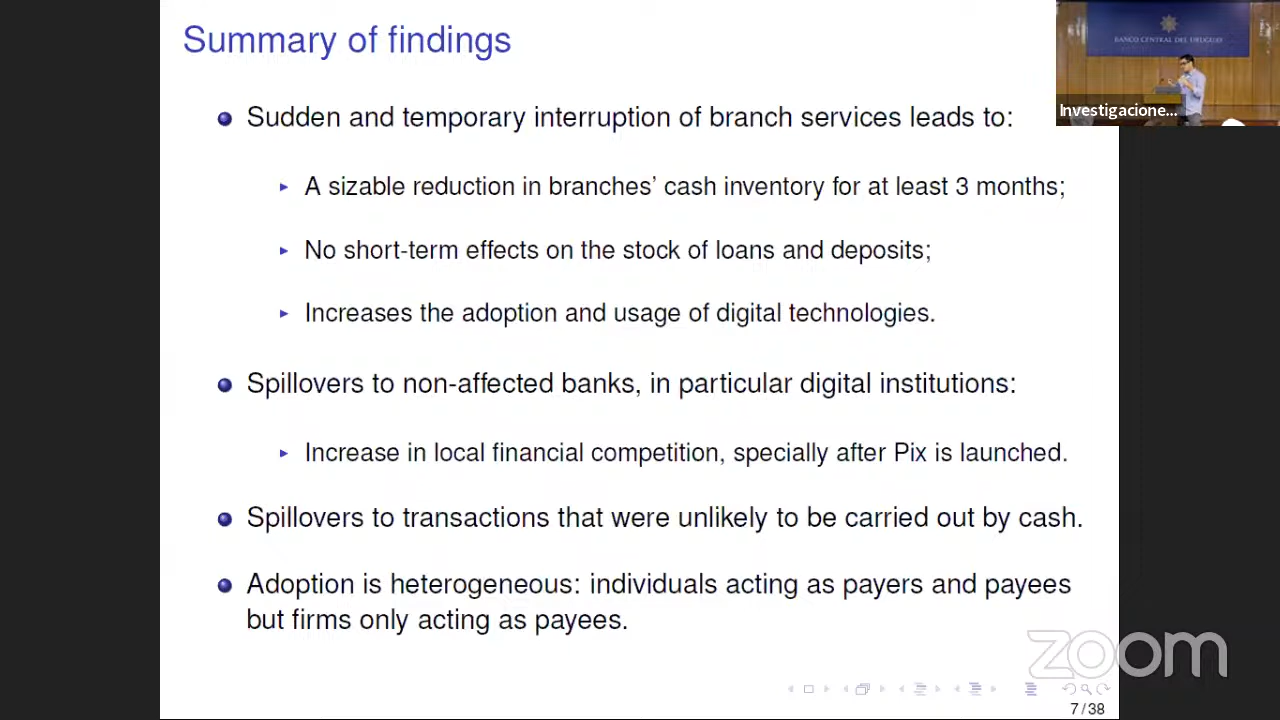 Summary of findings
Sudden and temporary interruption of branch services leads to:
A sizable reduction in branches' cash inventory for at least 3 months;
No short-term effects on the stock of loans and deposits;
Increases the adoption and usage of digital technologies.
Spillovers to non-affected banks, in particular digital institutions:
Increase in local financial competition, specially after Pix is launched.
Spillovers to transactions that were unlikely to be carried out by cash.
Adoption is heterogeneous: individuals acting as payers and payees
but firms only acting as payees.
7/38
BANCO CENTRAL DEL URUGUAY
Investigacione...
zoom